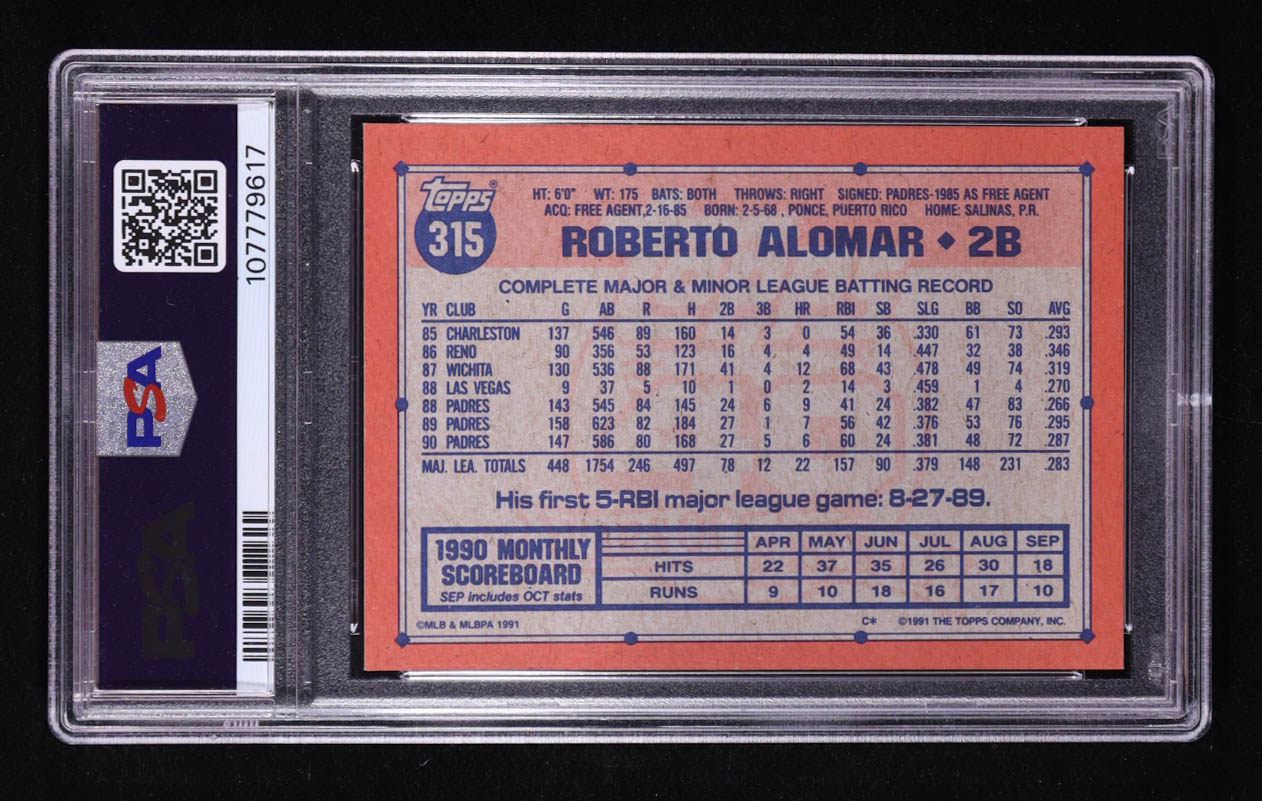 107779617
PSA
PSA
Topps®
315
HT: 6'0" WT: 175 BATS: BOTH THROWS: RIGHT SIGNED: PADRES-1985 AS FREE AGENT
ACQ: FREE AGENT,2-16-85 BORN: 2-5-68 , PONCE, PUERTO RICO HOME: SALINAS, P.R.
ROBERTO ALOMAR ♦ 2B
COMPLETE MAJOR & MINOR LEAGUE BATTING RECORD
YR CLUB G AB R H 2B 3B HR RBI SB SLG BB SO AVG
85 CHARLESTON 137 546 89 160 14 3 0 54 36 .330 61 73 .293
86 RENO 90 356 53 123 16 4 4 49 14 .447 32 38 .346
87 WICHITA 130 536 88 171 41 4 12 68 43 .478 49 74 .319
88 LAS VEGAS 9 37 5 10 1 0 2 14 3 .459 1 4 .270
88 PADRES 143 545 84 145 24 6 9 41 24 .382 47 83 .266
89 PADRES 158 623 82 184 27 1 7 56 42 .376 53 76 .295
90 PADRES 147 586 80 168 27 5 6 60 24 .381 48 72 .287
MAJ. LEA. TOTALS 448 1754 246 497 78 12 22 157 90 .379 148 231 .283
His first 5-RBI major league game: 8-27-89.
1990 MONTHLY
SCOREBOARD
SEP includes OCT stats
APR MAY JUN JUL AUG SEP
HITS 22 37 35 26 30 18
RUNS 9 10 18 16 17 10
©MLB & MLBPA 1991
C* ©1991 THE TOPPS COMPANY, INC.